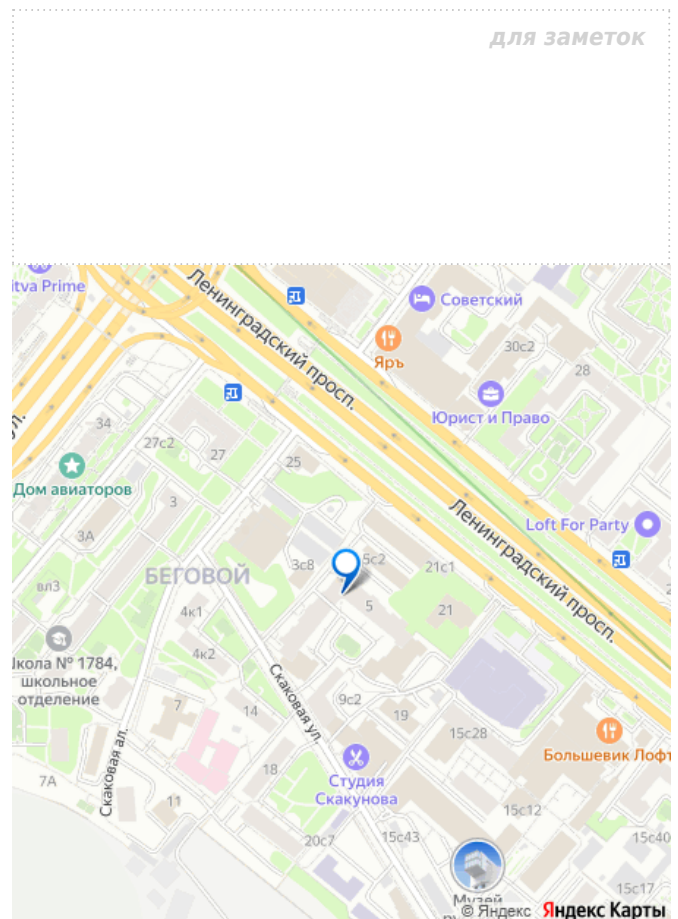 для заметок
itva Prime
Ленинградский просп.
Советский
Яръ
30с2
28
Юрист и Право
ул.
34
27с2
27
25
Дом авиаторов
3
3А
Loft For Party
Ленинградский просп.
БЕГОВОЙ
3с8
5с2
21с1
вл3
5
21
4к1
4к2
Школа № 1784,
школьное
отделение
Скаковая ул.
9с2
19
15с28
7
14
Скаковая ал.
Большевик Лофт
7А
18
Студия
Скакунова
11
15с12
20с7
15с43
15с40
Музей
15с17
© Яндекс Яндекс Карты